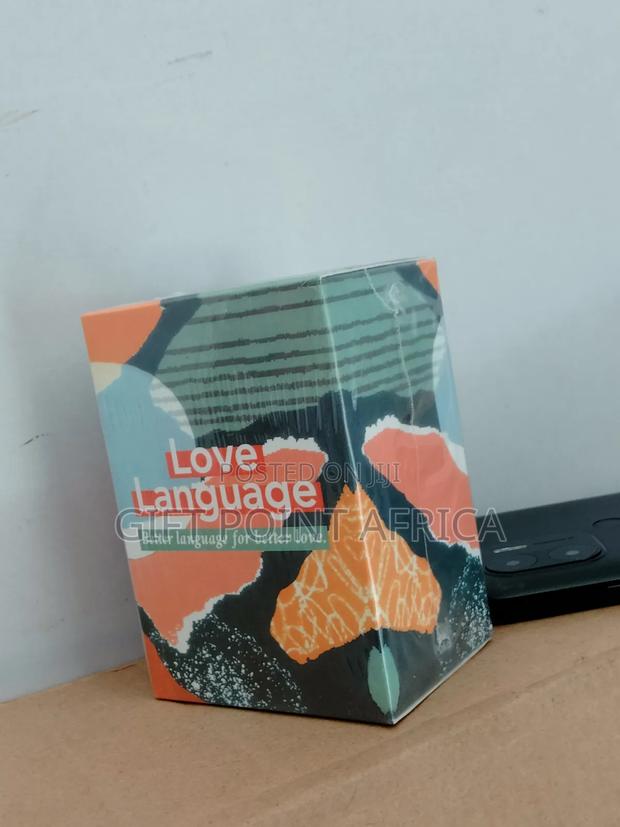 Love
Language
Better language for better love.
POSTED ON JIJI
GIFT POINT AFRICA